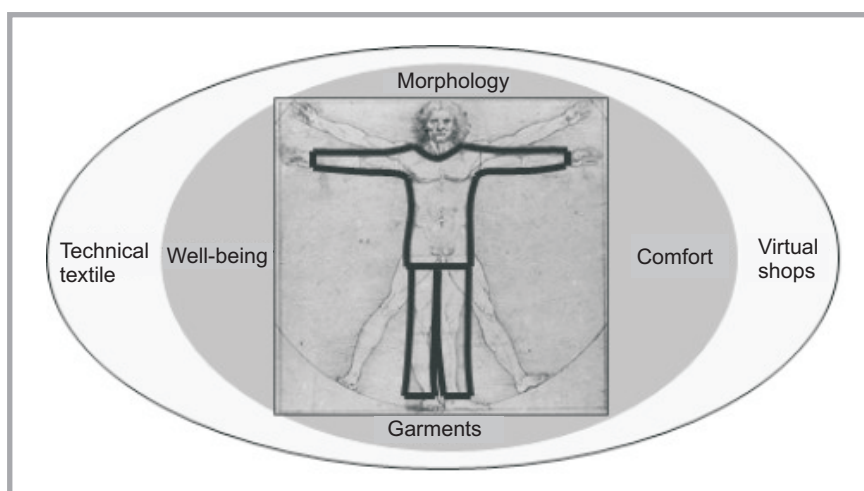 Morphology
Technical
textile
Well-being
Comfort
Virtual
shops
Garments